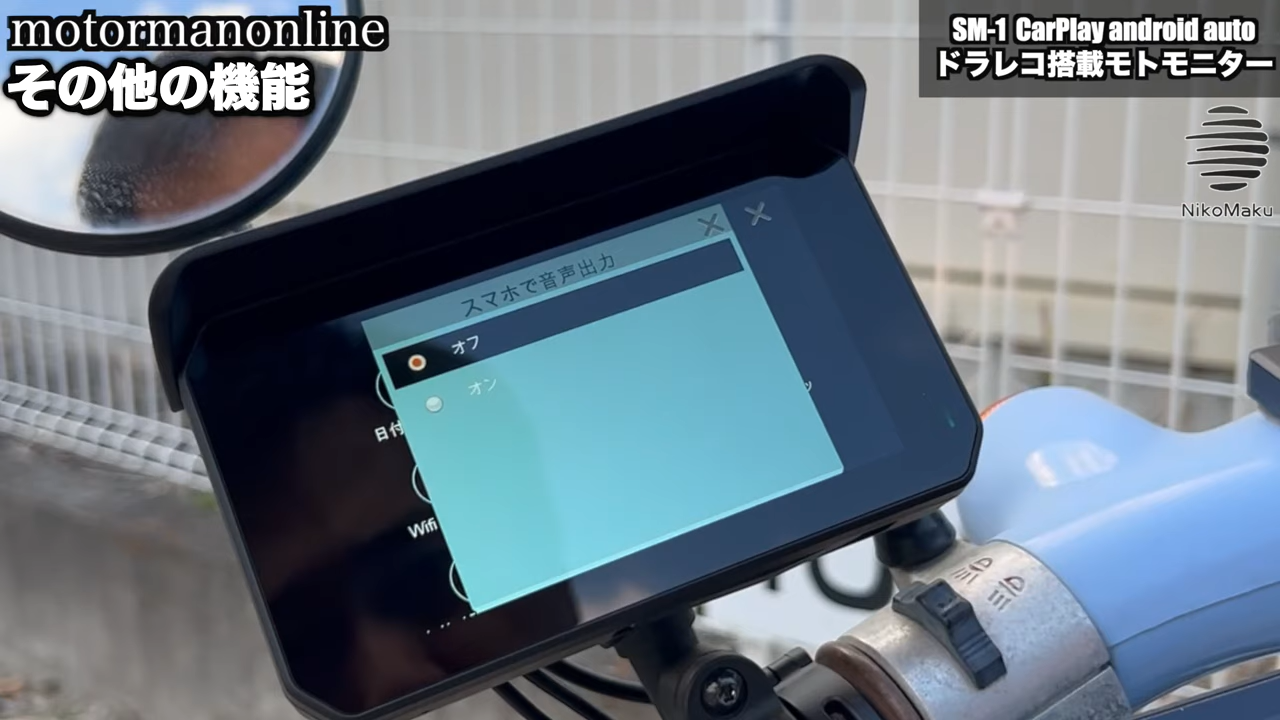 motormanonline
その他の機能
SM-1 CarPlay android auto
ドラレコ搭載モトモニター
NikoMaku
スマホで音声出力
オフ
オン
日付
Wifi